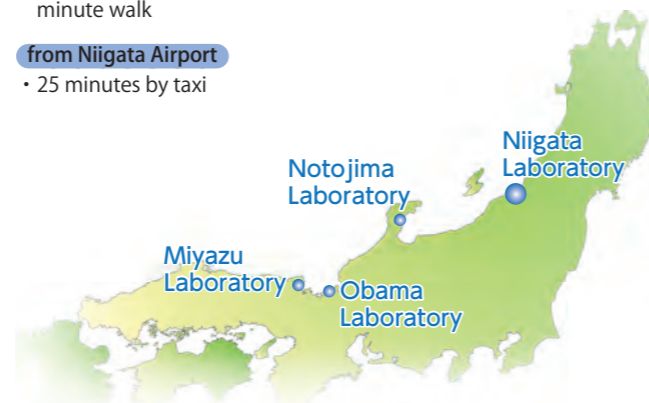 minute walk
from Niigata Airport
・25 minutes by taxi
Niigata
Laboratory
Notojima
Laboratory
Miyazu
Laboratory
Obama
Laboratory